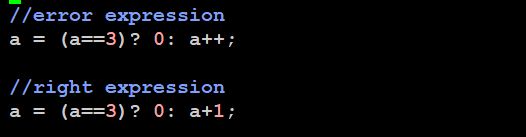 //error expression
a = (a==3)? 0: a++;
//right expression
a = (a==3)? 0: a+1;